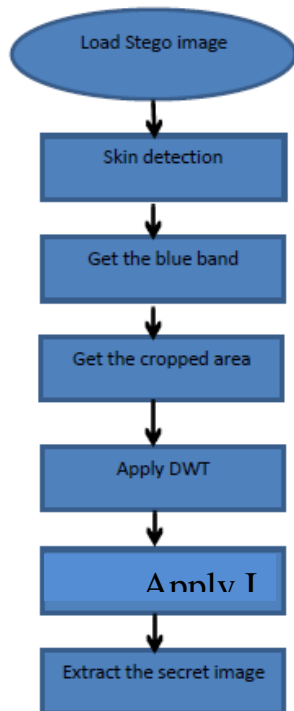 Load Stego image
Skin detection
Get the blue band
Get the cropped area
Apply DWT
Apply
Extract the secret image